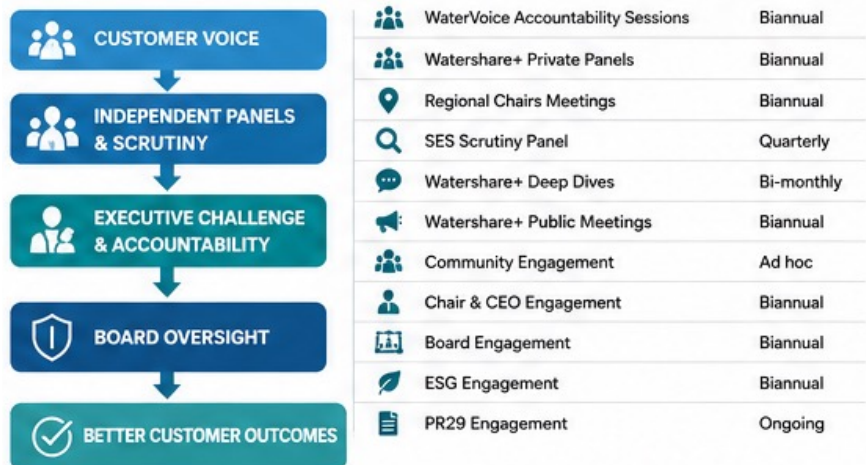 CUSTOMER VOICE
INDEPENDENT PANELS
& SCRUTINY
EXECUTIVE CHALLENGE
& ACCOUNTABILITY
BOARD OVERSIGHT
BETTER CUSTOMER OUTCOMES
WaterVoice Accountability Sessions Biannual
Watershare+ Private Panels Biannual
Regional Chairs Meetings Biannual
SES Scrutiny Panel Quarterly
Watershare+ Deep Dives Bi-monthly
Watershare+ Public Meetings Biannual
Community Engagement Ad hoc
Chair & CEO Engagement Biannual
Board Engagement Biannual
ESG Engagement Biannual
PR29 Engagement Ongoing